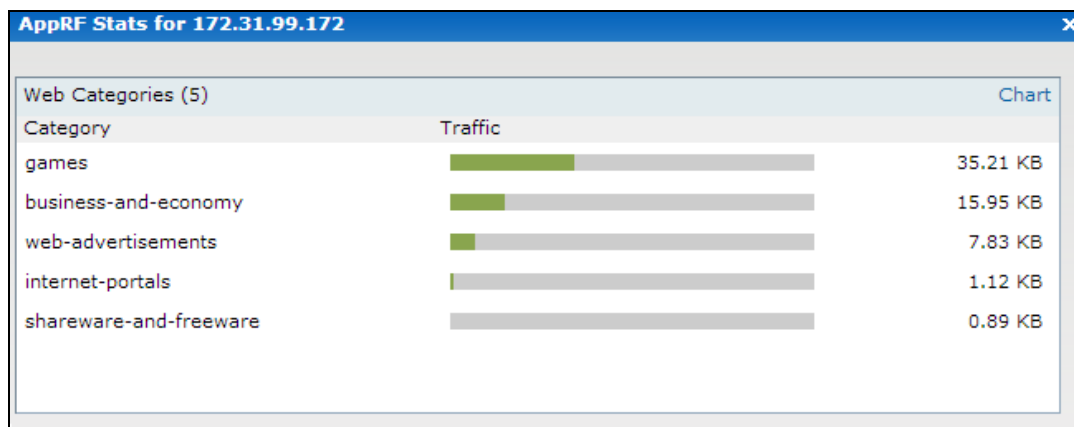 AppRF Stats for 172.31.99.172 x
Web Categories (5) Chart
Category Traffic
games 35.21 KB
business-and-economy 15.95 KB
web-advertisements 7.83 KB
internet-portals 1.12 KB
shareware-and-freeware 0.89 KB